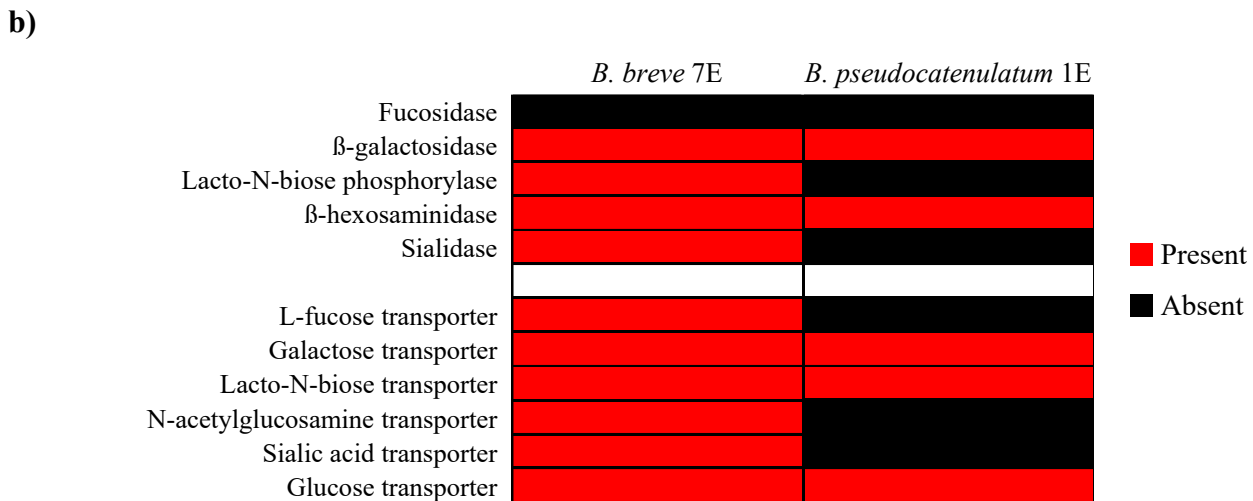 b)
B. breve 7E
B. pseudocatenulatum 1E
Fucosidase
ß-galactosidase
Lacto-N-biose phosphorylase
ß-hexosaminidase
Sialidase
L-fucose transporter
Galactose transporter
Lacto-N-biose transporter
N-acetylglucosamine transporter
Sialic acid transporter
Glucose transporter
Present
Absent